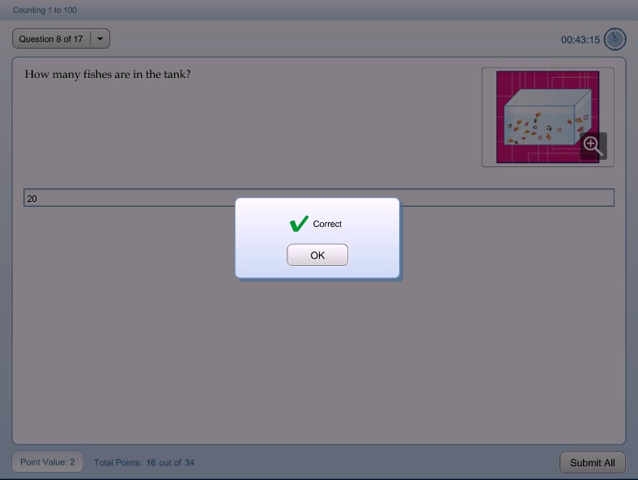 Counting 1 to 100
Question 8 of 17
00:43:15
How many fishes are in the tank?
20
Correct
OK
Point Value: 2
Total Points: 16 out of 34
Submit All